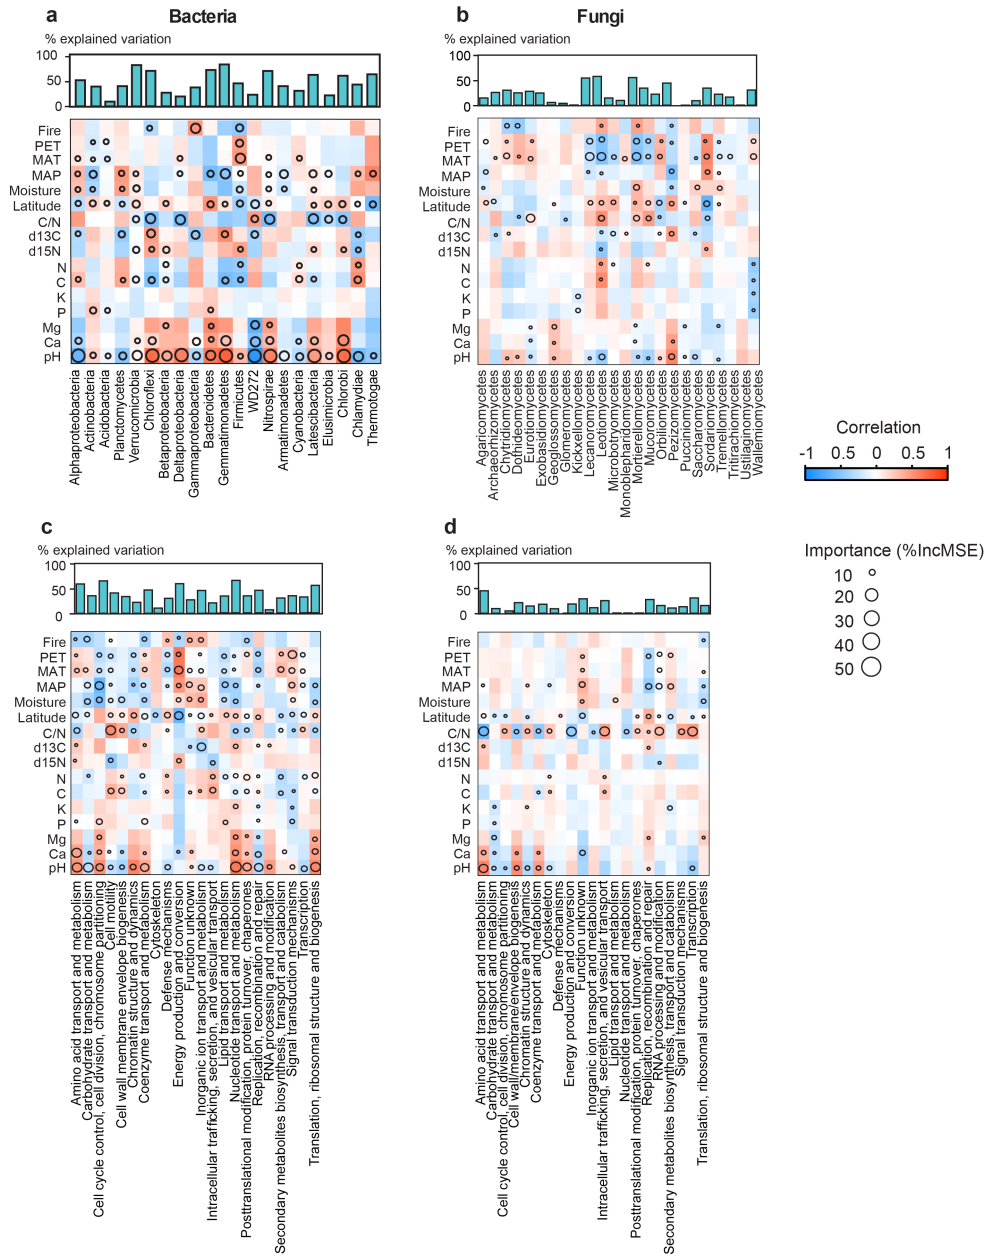 a
Bacteria
% explained variation
100
50
0
Fire
PET
MAT
MAP
Moisture
Latitude
C/N
d13C
d15N
N
C
K
P
Mg
Ca
pH
Alphaproteobacteria
Actinobacteria
Acidobacteria
Planctomycetes
Verrucomicrobia
Chloroflexi
Betaproteobacteria
Deltaproteobacteria
Gammaproteobacteria
Bacteroidetes
Gemmatimonadetes
Firmicutes
WD272
Nitrospirae
Armatimonadetes
Cyanobacteria
Latescibacteria
Elusimicrobia
Chlorobi
Chlamydiae
Thermotogae
b
Fungi
% explained variation
100
50
0
Fire
PET
MAT
MAP
Moisture
Latitude
C/N
d13C
d15N
N
C
K
P
Mg
Ca
pH
Agaricomycetes
Archaeorhizomycetes
Chytridiomycetes
Dothideomycetes
Eurotiomycetes
Exobasidiomycetes
Geoglossomycetes
Glomeromycetes
Kickxellomycetes
Lecanoromycetes
Leotiomycetes
Microbotryomycetes
Monoblepharidomycetes
Mortierellomycetes
Mucoromycetes
Orbiliomycetes
Pezizomycetes
Pucciniomycetes
Saccharomycetes
Sordariomycetes
Tremellomycetes
Tritirachiomycetes
Ustilaginomycetes
Wallemiomycetes
Correlation
-1
0.5
0
0.5
1
Importance (%IncMSE)
10
20
30
40
50
c
% explained variation
100
50
0
Fire
PET
MAT
MAP
Moisture
Latitude
C/N
d13C
d15N
N
C
K
P
Mg
Ca
pH
Amino acid transport and metabolism
Carbohydrate transport and metabolism
Cell cycle control, cell division, chromosome partitioning
Cell motility
Cell wall membrane envelope biogenesis
Chromatin structure and dynamics
Coenzyme transport and metabolism
Cytoskeleton
Defense mechanisms
Energy production and conversion
Function unknown
Inorganic ion transport and metabolism
Intracellular trafficking, secretion, and vesicular transport
Lipid transport and metabolism
Nucleotide transport and metabolism
Posttranslational modification, protein turnover, chaperones
Replication, recombination and repair
RNA processing and modification
Secondary metabolites biosynthesis, transport and catabolism
Signal transduction mechanisms
Transcription
Translation, ribosomal structure and biogenesis
d
% explained variation
100
50
0
Fire
PET
MAT
MAP
Moisture
Latitude
C/N
d13C
d15N
N
C
K
P
Mg
Ca
pH
Amino acid transport and metabolism
Carbohydrate transport and metabolism
Cell cycle control, cell division, chromosome partitioning
Cell wall/membrane/envelope biogenesis
Chromatin structure and dynamics
Coenzyme transport and metabolism
Cytoskeleton
Defense mechanisms
Energy production and conversion
Function unknown
Inorganic ion transport and metabolism
Intracellular trafficking, secretion, and vesicular transport
Lipid transport and metabolism
Nucleotide transport and metabolism
Posttranslational modification, protein turnover, chaperones
Replication, recombination and repair
RNA processing and modification
Secondary metabolites biosynthesis, transport and catabolism
Signal transduction mechanisms
Transcription
Translation, ribosomal structure and biogenesis